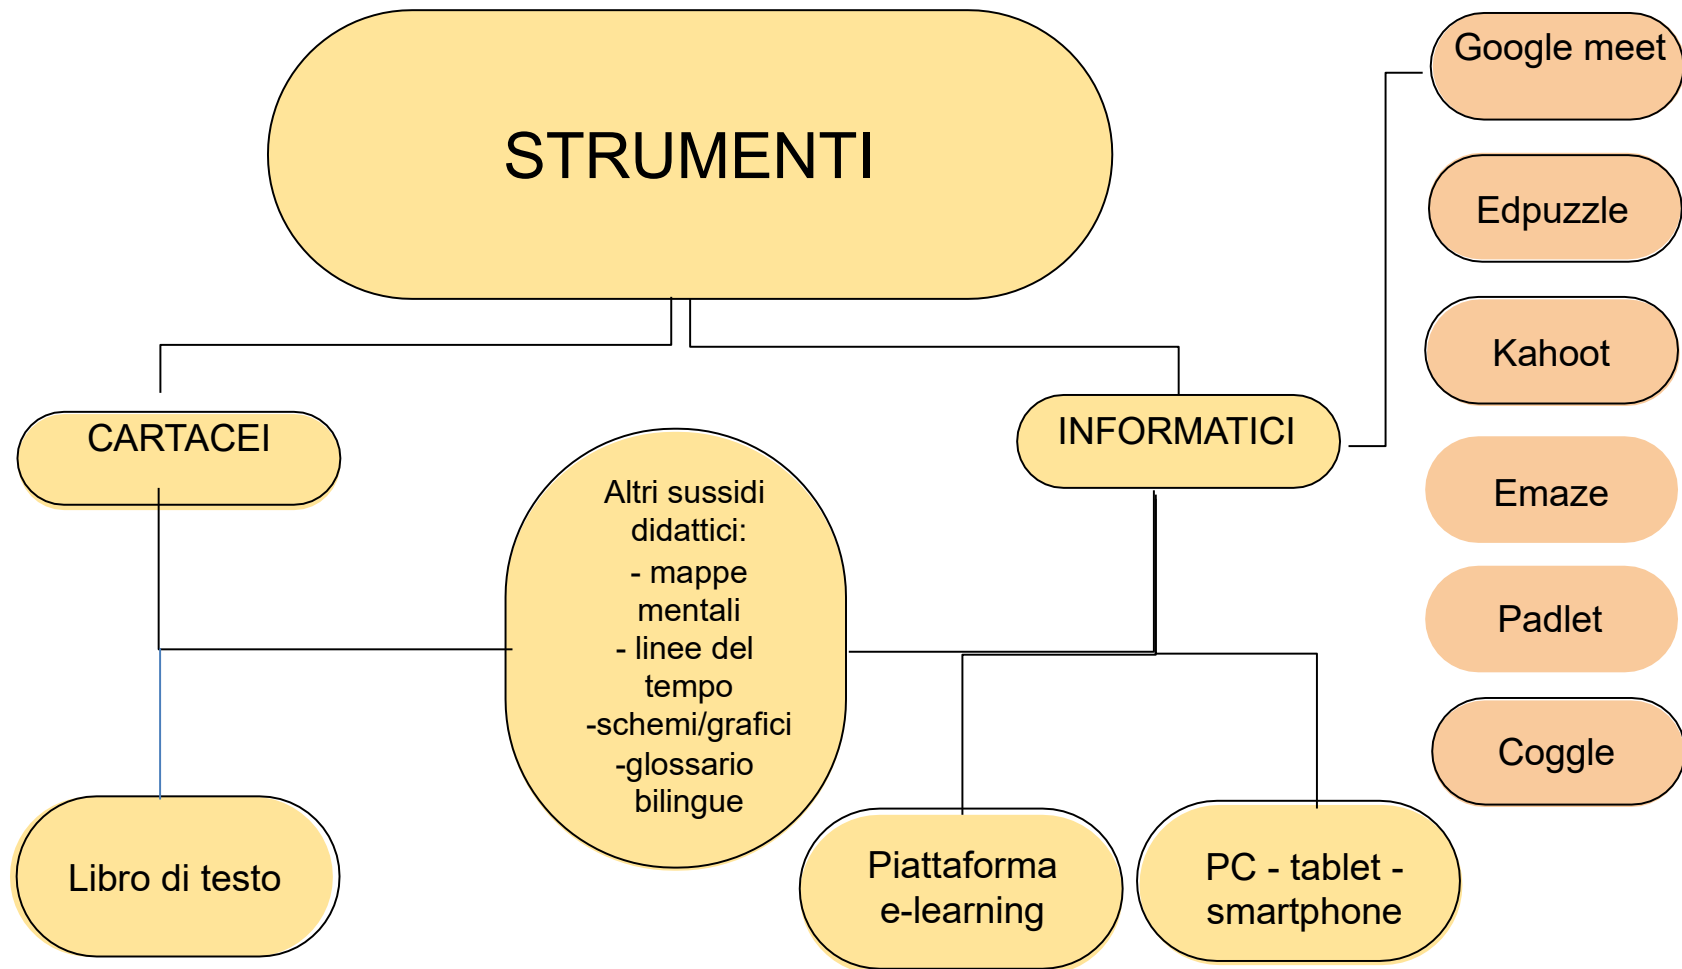 STRUMENTI
CARTACEI
INFORMATICI
Altri sussidi
didattici:
- mappe
mentali
- linee del
tempo
-schemi/grafici
-glossario
bilingue
Libro di testo
Piattaforma
e-learning
PC - tablet -
smartphone
Google meet
Edpuzzle
Kahoot
Emaze
Padlet
Coggle